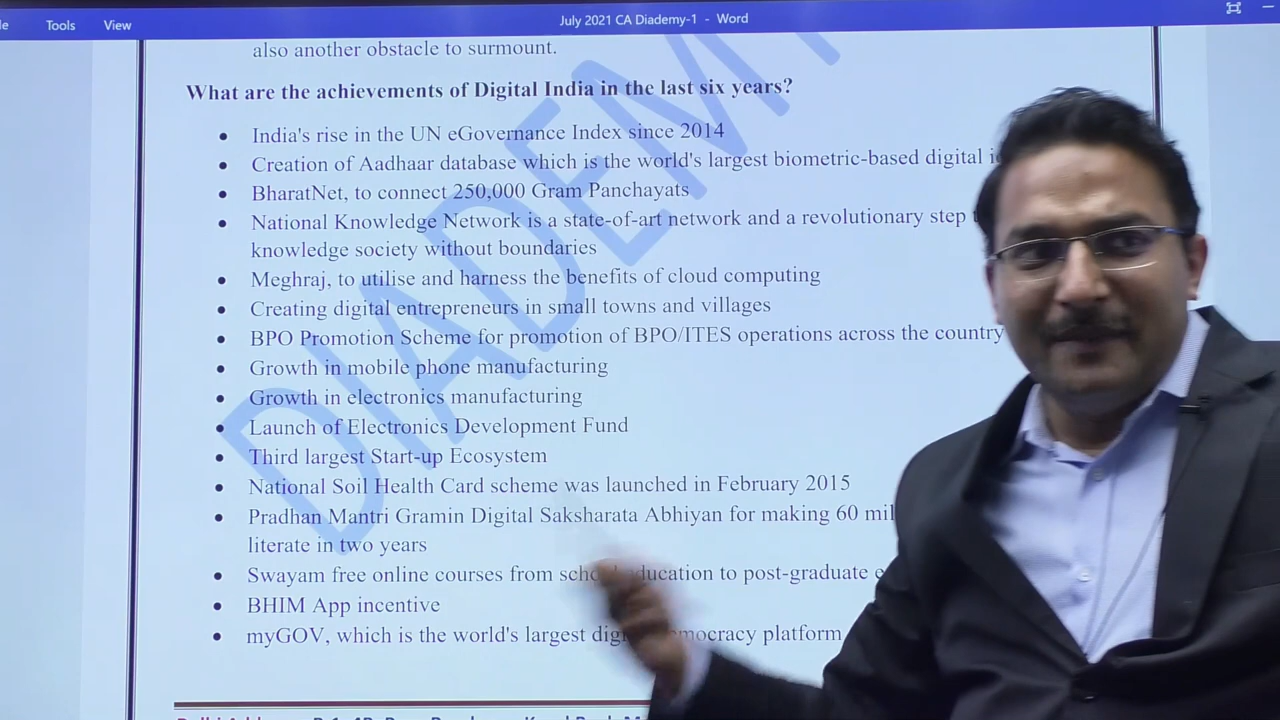 Tools View July 2021 CA Diademy-1 - Word
also another obstacle to surmount.
What are the achievements of Digital India in the last six years?
• India's rise in the UN eGovernance Index since 2014
• Creation of Aadhaar database which is the world's largest biometric-based digital
• BharatNet, to connect 250,000 Gram Panchayats
• National Knowledge Network is a state-of-art network and a revolutionary step
knowledge society without boundaries
• Meghraj, to utilise and harness the benefits of cloud computing
• Creating digital entrepreneurs in small towns and villages
• BPO Promotion Scheme for promotion of BPO/ITES operations across the country
• Growth in mobile phone manufacturing
• Growth in electronics manufacturing
• Launch of Electronics Development Fund
• Third largest Start-up Ecosystem
• National Soil Health Card scheme was launched in February 2015
• Pradhan Mantri Gramin Digital Saksharata Abhiyan for making 60
literate in two years
• Swayam free online courses from school education to post-graduate
• BHIM App incentive
• myGOV, which is the world's largest democracy platform
DIADEMY